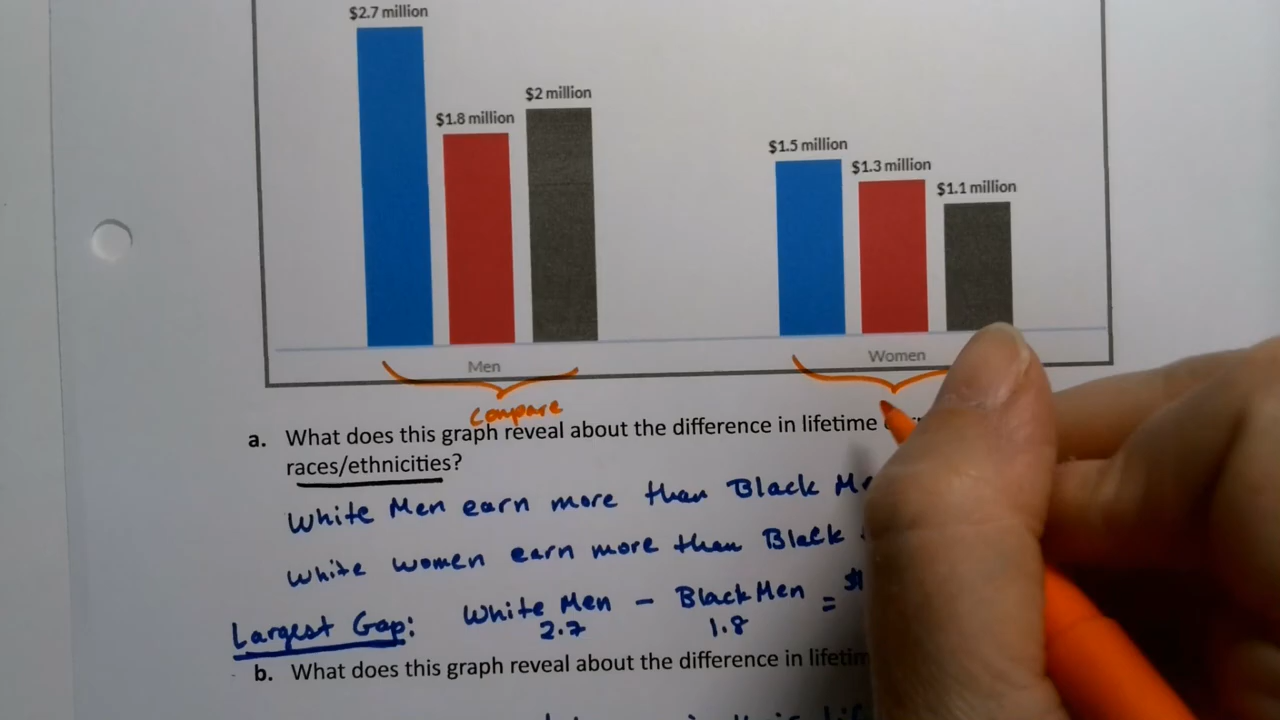 $2.7 million
$1.8 million
$2 million
$1.5 million
$1.3 million
$1.1 million
Men
Women
Compare
a. What does this graph reveal about the difference in lifetime
races/ethnicities?
White Men earn more than Black
White women earn more than Black
Largest Gap: White Men - Black Men =
2.7 1.8
b. What does this graph reveal about the difference in